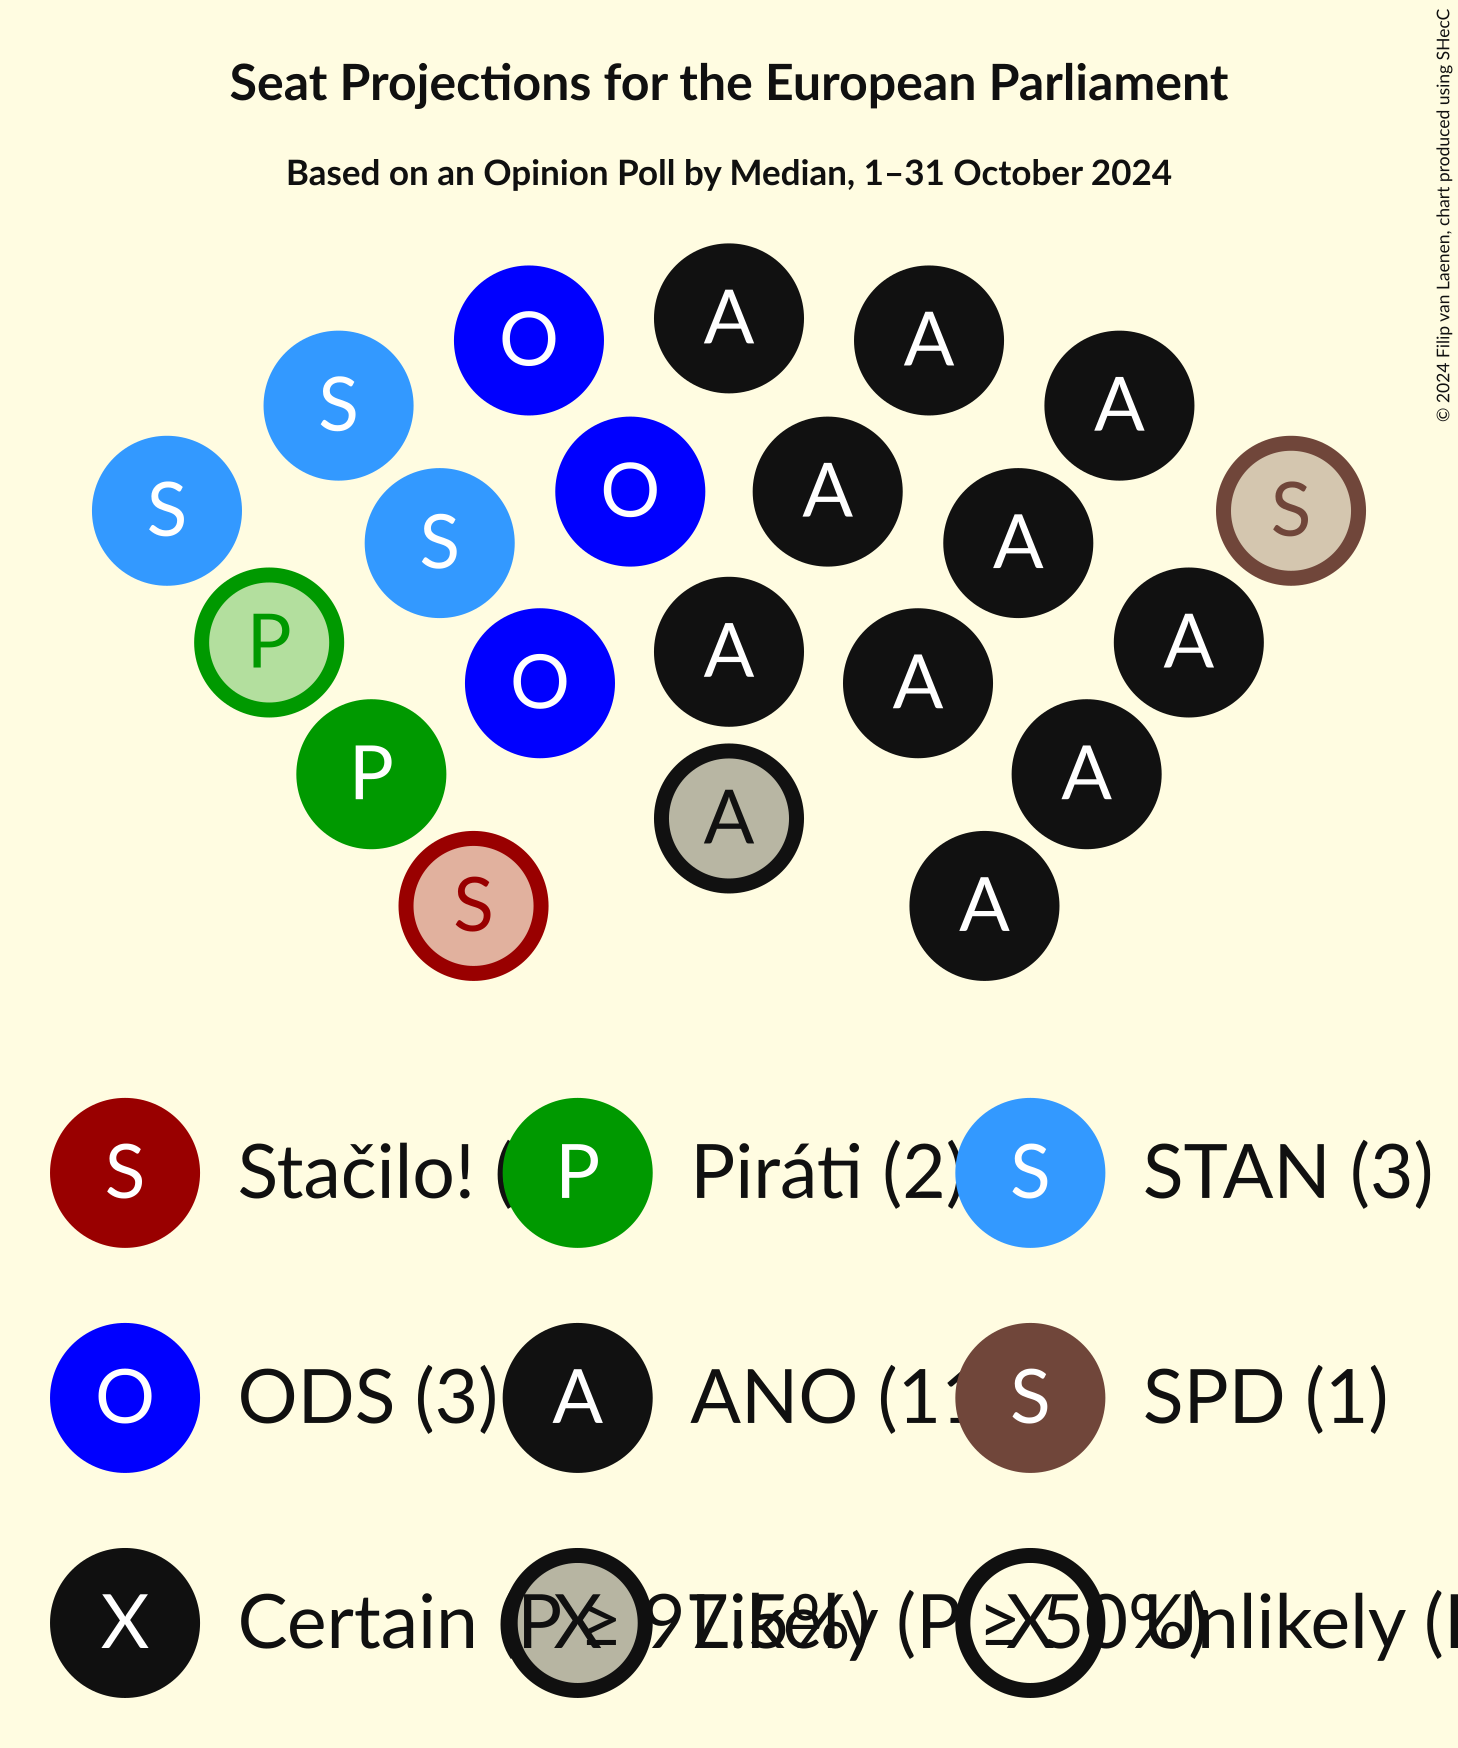 Seat Projections for the European Parliament
Based on an Opinion Poll by Median, 1–31 October 2024
© 2024 Filip van Laenen, chart produced using SHecC
A
O A
S A
S O A S
S A
P A A
O A
P A
A
S A
S Stačilo! ( P Piráti (2) S STAN (3)
O ODS (3) A ANO (11 S SPD (1)
X Certain (P ≥ 97.5%) X Likely (P ≥ 50%) X Unlikely (